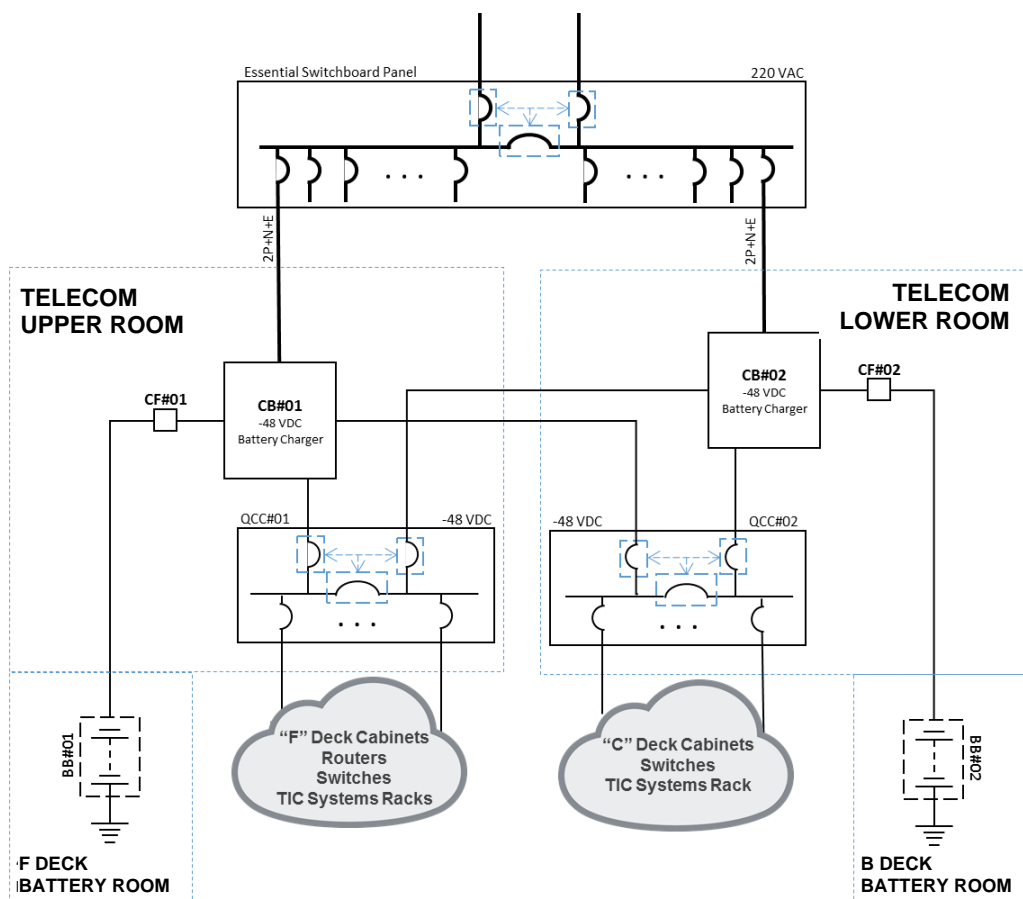 Essential Switchboard Panel
220 VAC
. . .
. . .
2P+N+E
2P+N+E
TELECOM
UPPER ROOM
TELECOM
LOWER ROOM
CF#01
CB#01
-48 VDC
Battery Charger
CB#02
-48 VDC
Battery Charger
CF#02
QCC#01
-48 VDC
-48 VDC
QCC#02
. . .
. . .
BB#01
“F” Deck Cabinets
Routers
Switches
TIC Systems Racks
“C” Deck Cabinets
Switches
TIC Systems Rack
BB#02
F DECK
BATTERY ROOM
B DECK
BATTERY ROOM